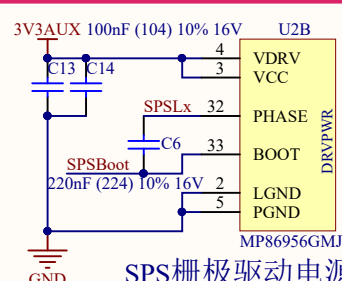 3V3AUX 100nF (104) 10% 16V U2B
C13 C14 4 VDRV
3 VCC
SPSLx 32 PHASE
C6
SPSBoot 33 BOOT
220nF (224) 10% 16V
2 LGND
5 PGND
DRVPWR
MP86956GMJ
GND
SPS栅极驱动电源